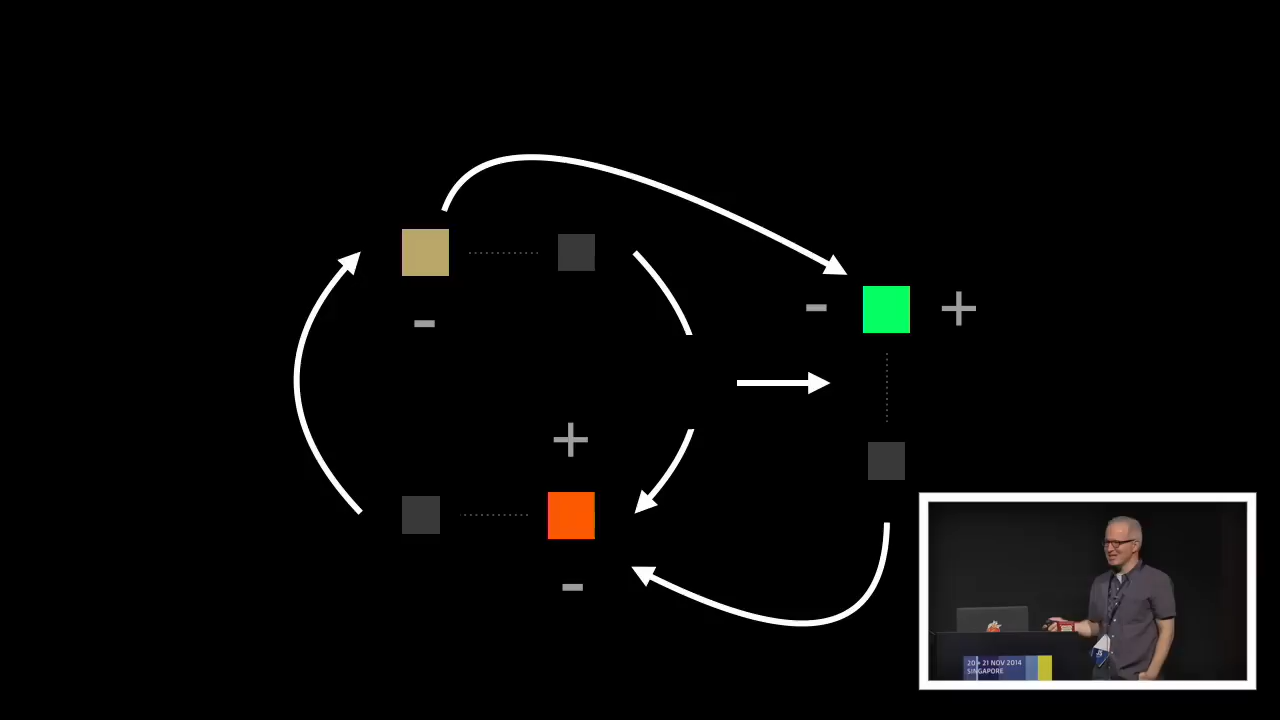 -
- +
+
-
20 • 21 NOV 2014
SINGAPORE